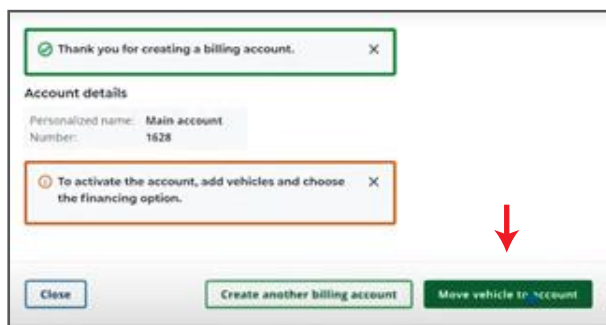 Thank you for creating a billing account.
Account details
Personalized name: Main account
Number: 1628
To activate the account, add vehicles and choose
the financing option.
Close
Create another billing account
Move vehicle to account